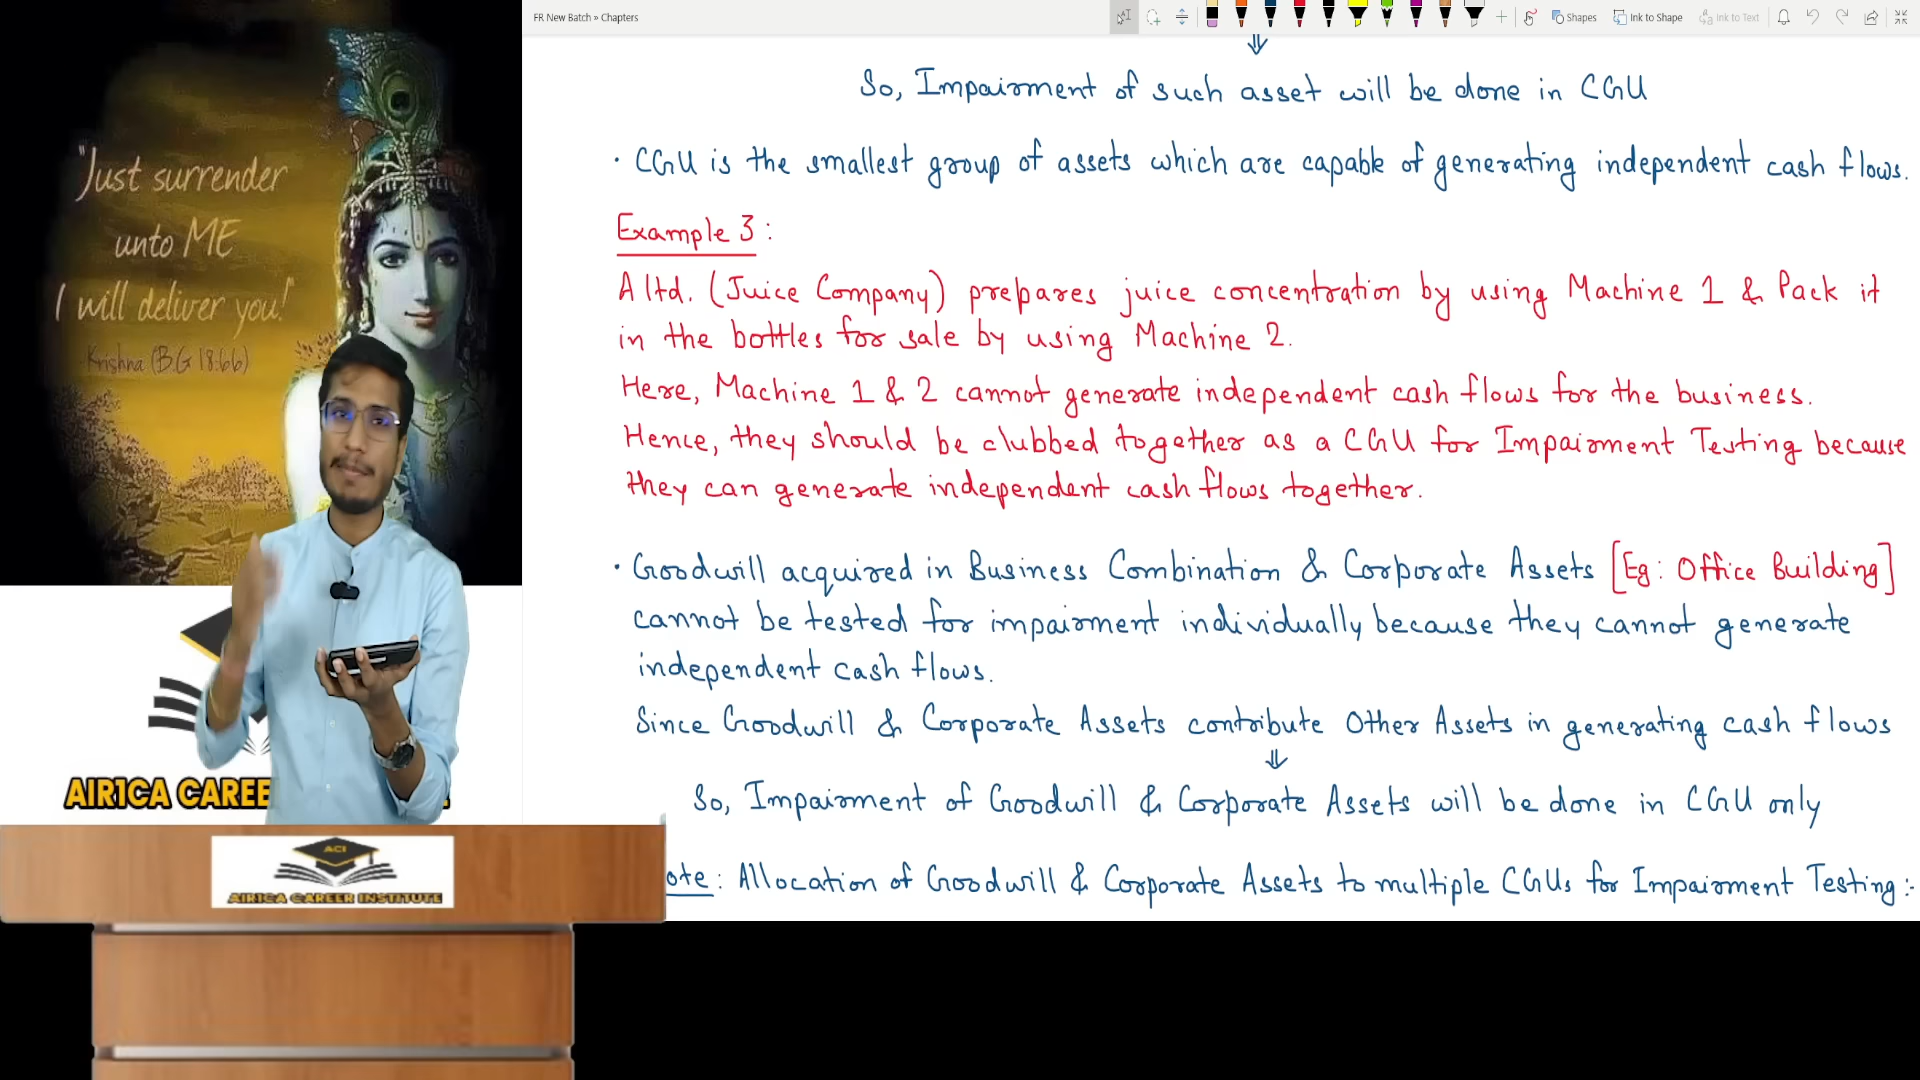 FR New Batch » Chapters
Shapes
Ink to Shape
Ink to Text
"Just surrender
unto ME
I will deliver you!"
Krishna (B.G 18:66)
So, Impairment of such asset will be done in CGU
· CGU is the smallest group of assets which are capable of generating independent cash flows.
Example 3 :
A ltd. (Juice Company) prepares juice concentration by using Machine 1 & Pack it
in the bottles for sale by using Machine 2.
Here, Machine 1 & 2 cannot generate independent cash flows for the business.
Hence, they should be clubbed together as a CGU for Impairment Testing because
they can generate independent cash flows together.
· Goodwill acquired in Business Combination & Corporate Assets [Eg: Office Building]
cannot be tested for impairment individually because they cannot generate
independent cash flows.
Since Goodwill & Corporate Assets contribute Other Assets in generating cash flows
So, Impairment of Goodwill & Corporate Assets will be done in CGU only
ote : Allocation of Goodwill & Corporate Assets to multiple CGUs for Impairment Testing :-
AIR1CA CAREE
ACI
AIR1CA CAREER INSTITUTE